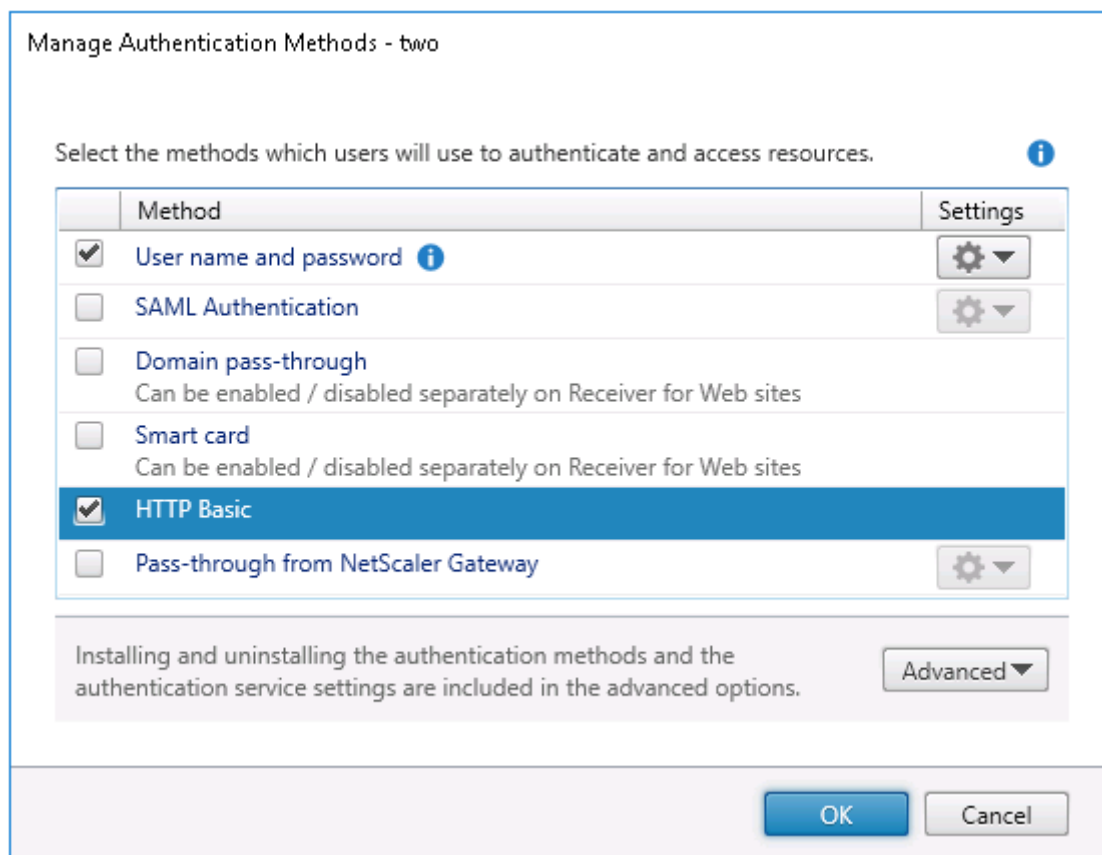 Manage Authentication Methods - two
Select the methods which users will use to authenticate and access resources.
Method Settings
User name and password
SAML Authentication
Domain pass-through
Can be enabled / disabled separately on Receiver for Web sites
Smart card
Can be enabled / disabled separately on Receiver for Web sites
HTTP Basic
Pass-through from NetScaler Gateway
Installing and uninstalling the authentication methods and the
authentication service settings are included in the advanced options.
Advanced
OK Cancel